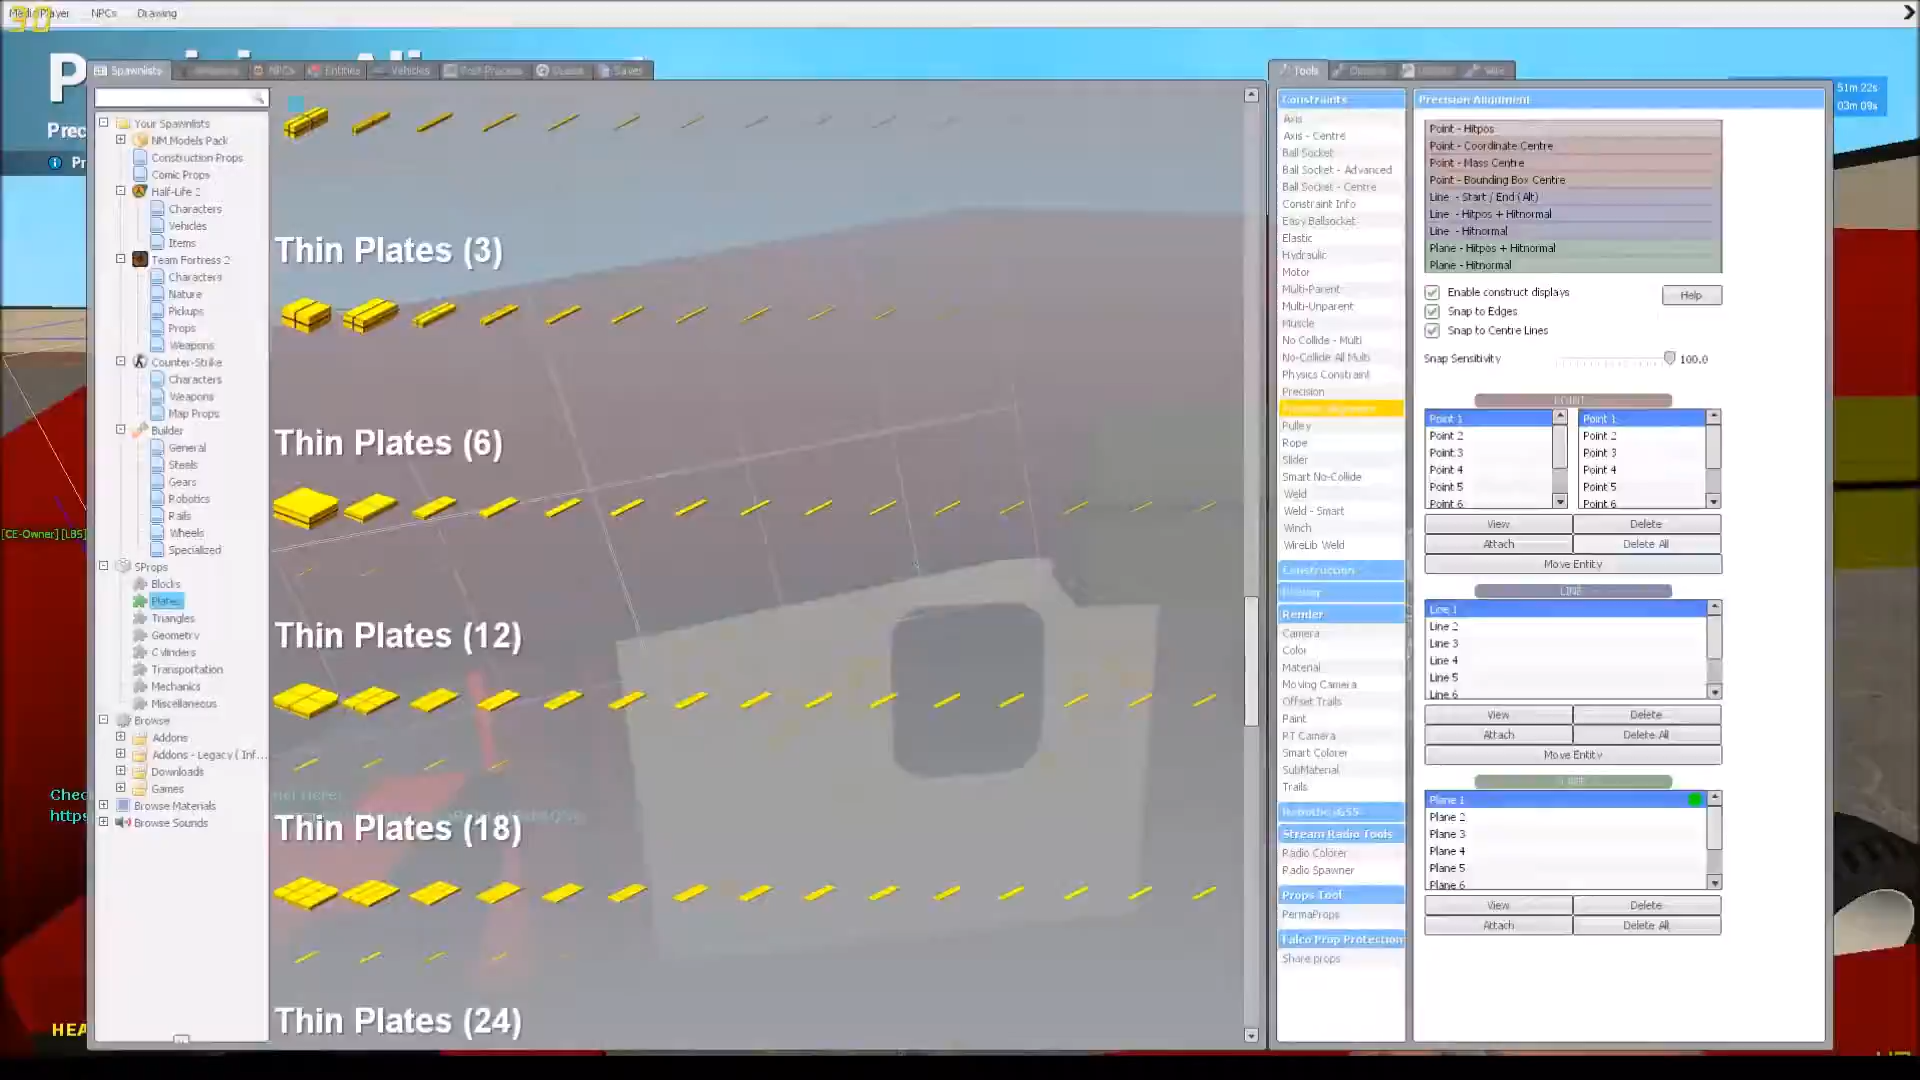 Media Player NPCs Drawing
90
Spawnlists NPCs Entities Vehicles Post Process Saves
Tools
51m 22s
03m 09s
Prec
Pr
Your Spawnlists
NM Models Pack
Construction Props
Comic Props
Half-Life 2
Characters
Vehicles
Items
Team Fortress 2
Characters
Nature
Pickups
Props
Weapons
Counter-Strike
Characters
Weapons
Map Props
Builder
General
Steels
Gears
Robotics
Rails
Wheels
Specialized
SProps
Blocks
Plates
Triangles
Geometry
Cylinders
Transportation
Mechanics
Miscellaneous
Browse
Addons
Addons - Legacy ( Inf...
Downloads
Games
Browse Materials
Browse Sounds
[CE-Owner] [LBS]
Chec
https
HEA
Thin Plates (3)
Thin Plates (6)
Thin Plates (12)
Thin Plates (18)
Thin Plates (24)
Constraints
Axis
Axis - Centre
Ball Socket
Ball Socket - Advanced
Ball Socket - Centre
Constraint Info
Easy Ballsocket
Elastic
Hydraulic
Motor
Multi-Parent
Multi-Unparent
Muscle
No Collide - Multi
No-Collide All Multi
Physics Constraint
Precision
Precision Alignment
Pulley
Rope
Slider
Smart No-Collide
Weld
Weld - Smart
Winch
WireLib Weld
Construction
Render
Camera
Color
Material
Moving Camera
Offset Trails
Paint
RT Camera
Smart Colorer
SubMaterial
Trails
Stream Radio Tools
Radio Colorer
Radio Spawner
Props Tool
PermaProps
Falco Prop Protection
Share props
Precision Alignment
Point - Hitpos
Point - Coordinate Centre
Point - Mass Centre
Point - Bounding Box Centre
Line - Start / End (Alt)
Line - Hitpos + Hitnormal
Line - Hitnormal
Plane - Hitpos + Hitnormal
Plane - Hitnormal
Enable construct displays
Help
Snap to Edges
Snap to Centre Lines
Snap Sensitivity 100.0
POINT
Point 1 Point 1
Point 2 Point 2
Point 3 Point 3
Point 4 Point 4
Point 5 Point 5
Point 6 Point 6
View Delete
Attach Delete All
Move Entity
LINE
Line 1
Line 2
Line 3
Line 4
Line 5
Line 6
View Delete
Attach Delete All
Move Entity
PLANE
Plane 1
Plane 2
Plane 3
Plane 4
Plane 5
Plane 6
View Delete
Attach Delete All